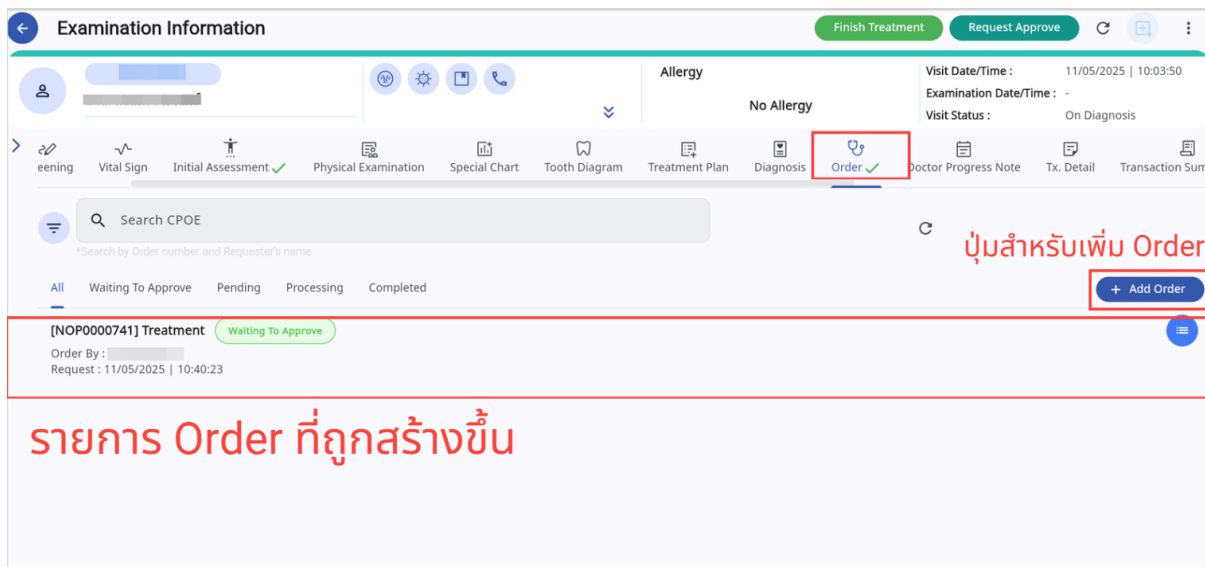 Examination Information
Finish Treatment
Request Approve
Allergy
No Allergy
Visit Date/Time : 11/05/2025 | 10:03:50
Examination Date/Time : -
Visit Status : On Diagnosis
eening
Vital Sign
Initial Assessment
Physical Examination
Special Chart
Tooth Diagram
Treatment Plan
Diagnosis
Order
Doctor Progress Note
Tx. Detail
Transaction Sum
Search CPOE
*Search by Order number and Requester's name
ปุ่มสำหรับเพิ่ม Order
All
Waiting To Approve
Pending
Processing
Completed
+ Add Order
[NOP0000741] Treatment Waiting To Approve
Order By :
Request : 11/05/2025 | 10:40:23
รายการ Order ที่ถูกสร้างขึ้น